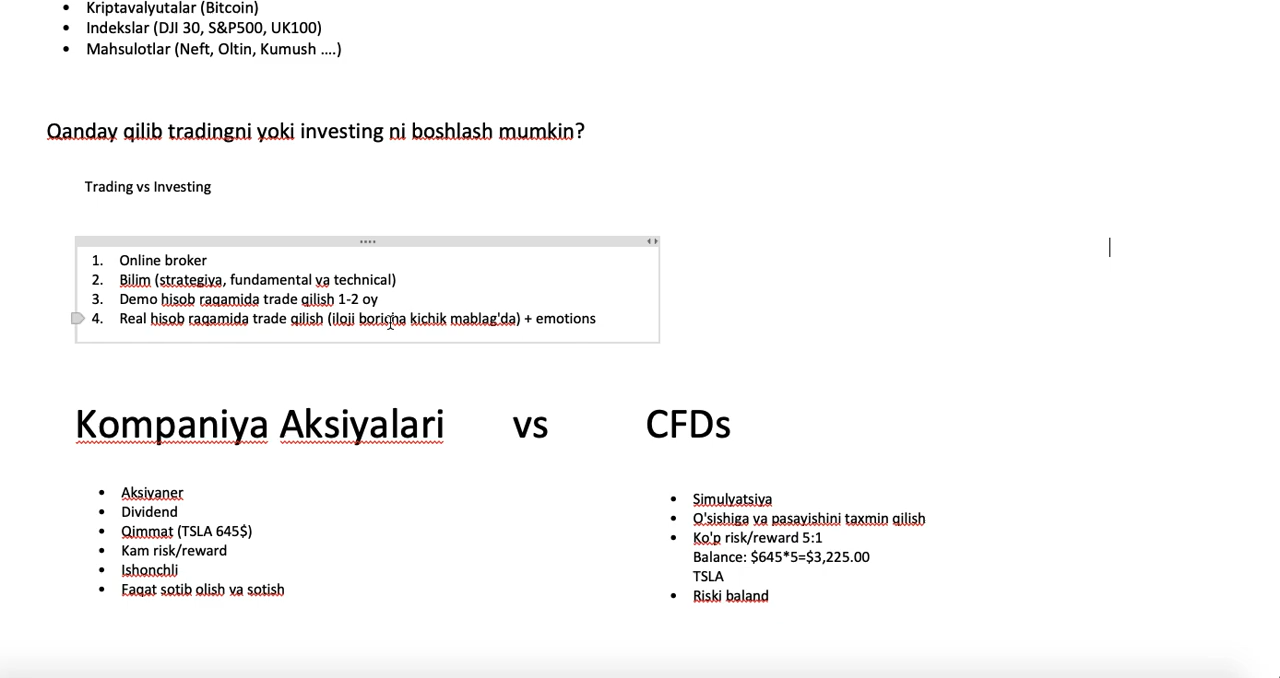 Kriptavalyutalar (Bitcoin)
Indekslar (DJI 30, S&P500, UK100)
Mahsulotlar (Neft, Oltin, Kumush ....)
Qanday qilib tradingni yoki investing ni boshlash mumkin?
Trading vs Investing
1. Online broker
2. Bilim (strategiya, fundamental va technical)
3. Demo hisob raqamida trade qilish 1-2 oy
4. Real hisob raqamida trade qilish (iloji boricha kichik mablag'da) + emotions
Kompaniya Aksiyalari vs CFDs
Aksivaner
Dividend
Qimmat (TSLA 645$)
Kam risk/reward
Ishonchli
Faqat sotib olish va sotish
Simulyatsiya
O'sishiga va pasayishini taxmin qilish
Ko'p risk/reward 5:1
Balance: $645*5=$3,225.00
TSLA
Riski baland